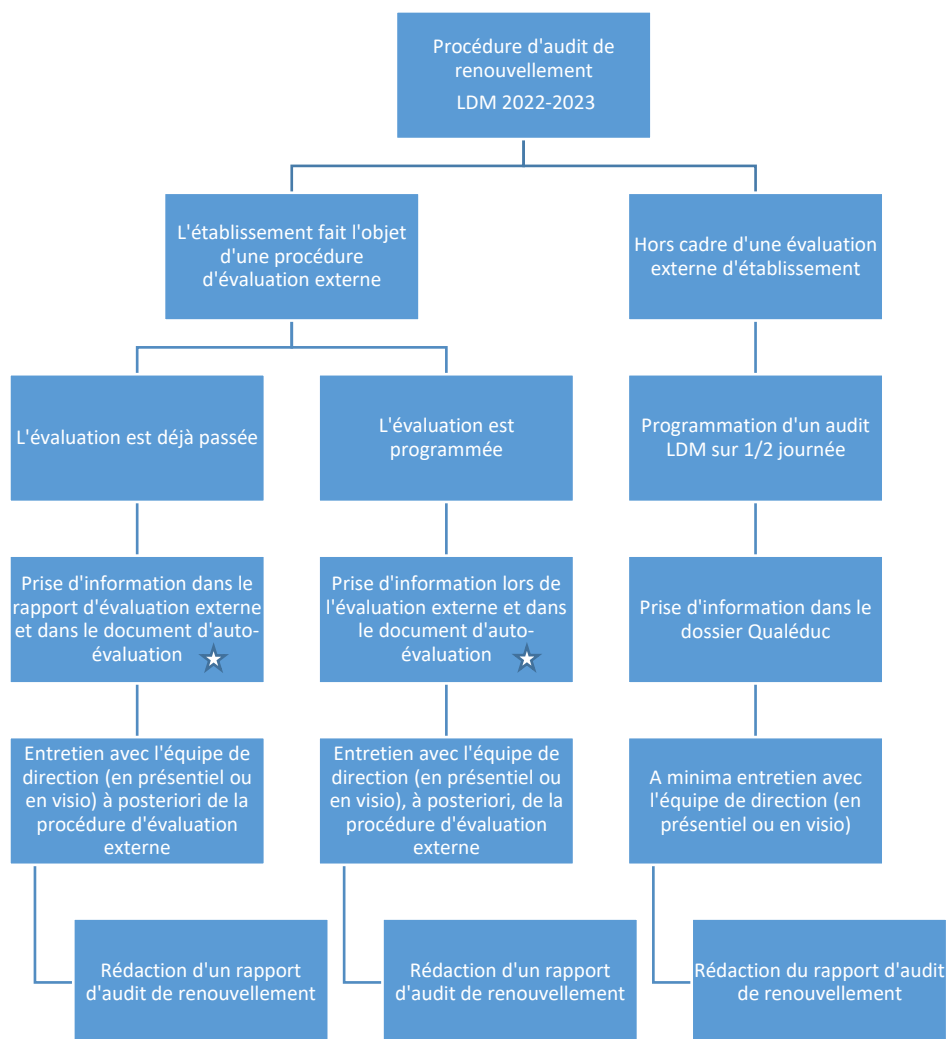 Procédure d'audit de
renouvellement
LDM 2022-2023
L'établissement fait l'objet
d'une procédure
d'évaluation externe
Hors cadre d'une évaluation
externe d'établissement
L'évaluation est déjà passée
L'évaluation est
programmée
Programmation d'un audit
LDM sur 1/2 journée
Prise d'information dans le
rapport d'évaluation externe
et dans le document d'auto-
évaluation
Prise d'information lors de
l'évaluation externe et dans
le document d'auto-
évaluation
Prise d'information dans le
dossier Qualéduc
Entretien avec l'équipe de
direction (en présentiel ou
en visio) à posteriori de la
procédure d'évaluation
externe
Entretien avec l'équipe de
direction (en présentiel ou
en visio), à posteriori, de la
procédure d'évaluation
externe
A minima entretien avec
l'équipe de direction (en
présentiel ou en visio)
Rédaction d'un rapport
d'audit de renouvellement
Rédaction d'un rapport
d'audit de renouvellement
Rédaction du rapport d'audit
de renouvellement